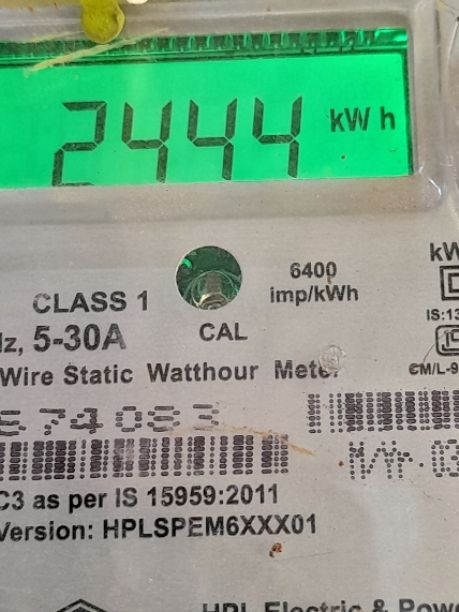 2444 kWh
6400
imp/kWh
CLASS 1
5-30A
CAL
Wire Static Watthour Meter
574083
C3 as per IS 15959:2011
Version: HPLSPEM6XXX01
HPL Electric &